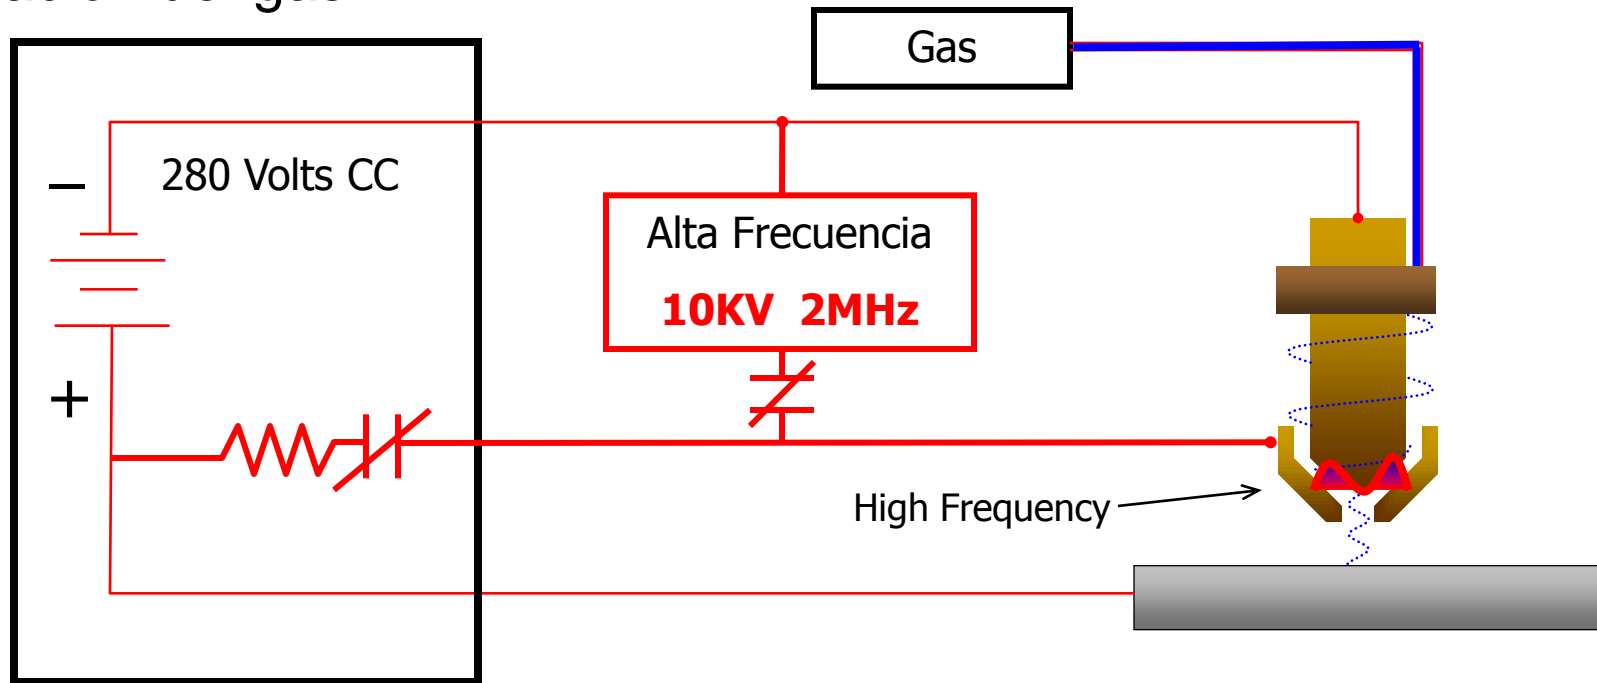 Gas
280 Volts CC
−
+
Alta Frecuencia
10KV 2MHz
High Frequency